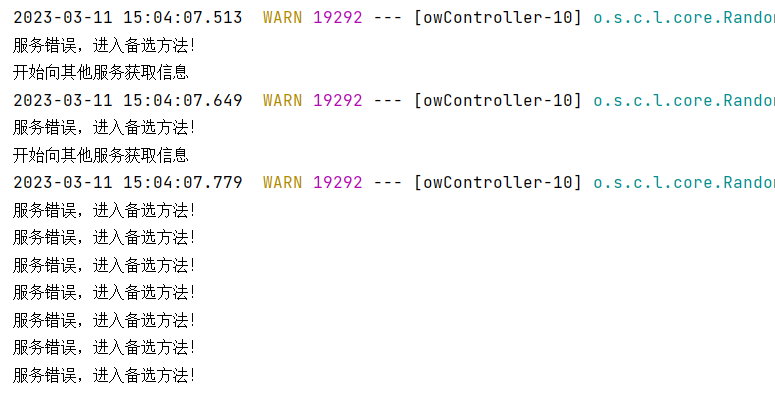 2023-03-11 15:04:07.513  WARN 19292 --- [owController-10] o.s.c.l.core.Rando
服务错误，进入备选方法！
开始向其他服务获取信息
2023-03-11 15:04:07.649  WARN 19292 --- [owController-10] o.s.c.l.core.Rando
服务错误，进入备选方法！
开始向其他服务获取信息
2023-03-11 15:04:07.779  WARN 19292 --- [owController-10] o.s.c.l.core.Rando
服务错误，进入备选方法！
服务错误，进入备选方法！
服务错误，进入备选方法！
服务错误，进入备选方法！
服务错误，进入备选方法！
服务错误，进入备选方法！
服务错误，进入备选方法！